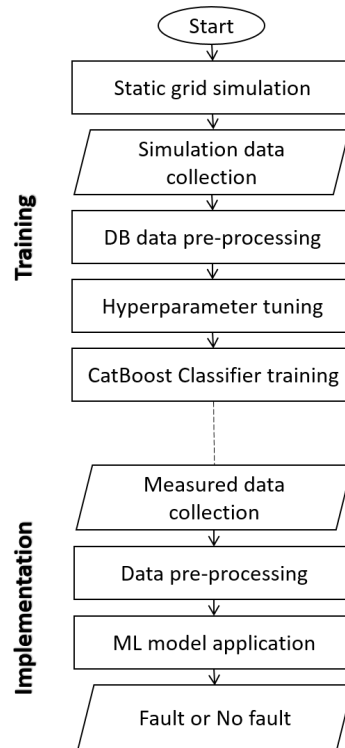 Start
Static grid simulation
Simulation data
collection
DB data pre-processing
Hyperparameter tuning
CatBoost Classifier training
Training
Measured data
collection
Data pre-processing
ML model application
Fault or No fault
Implementation